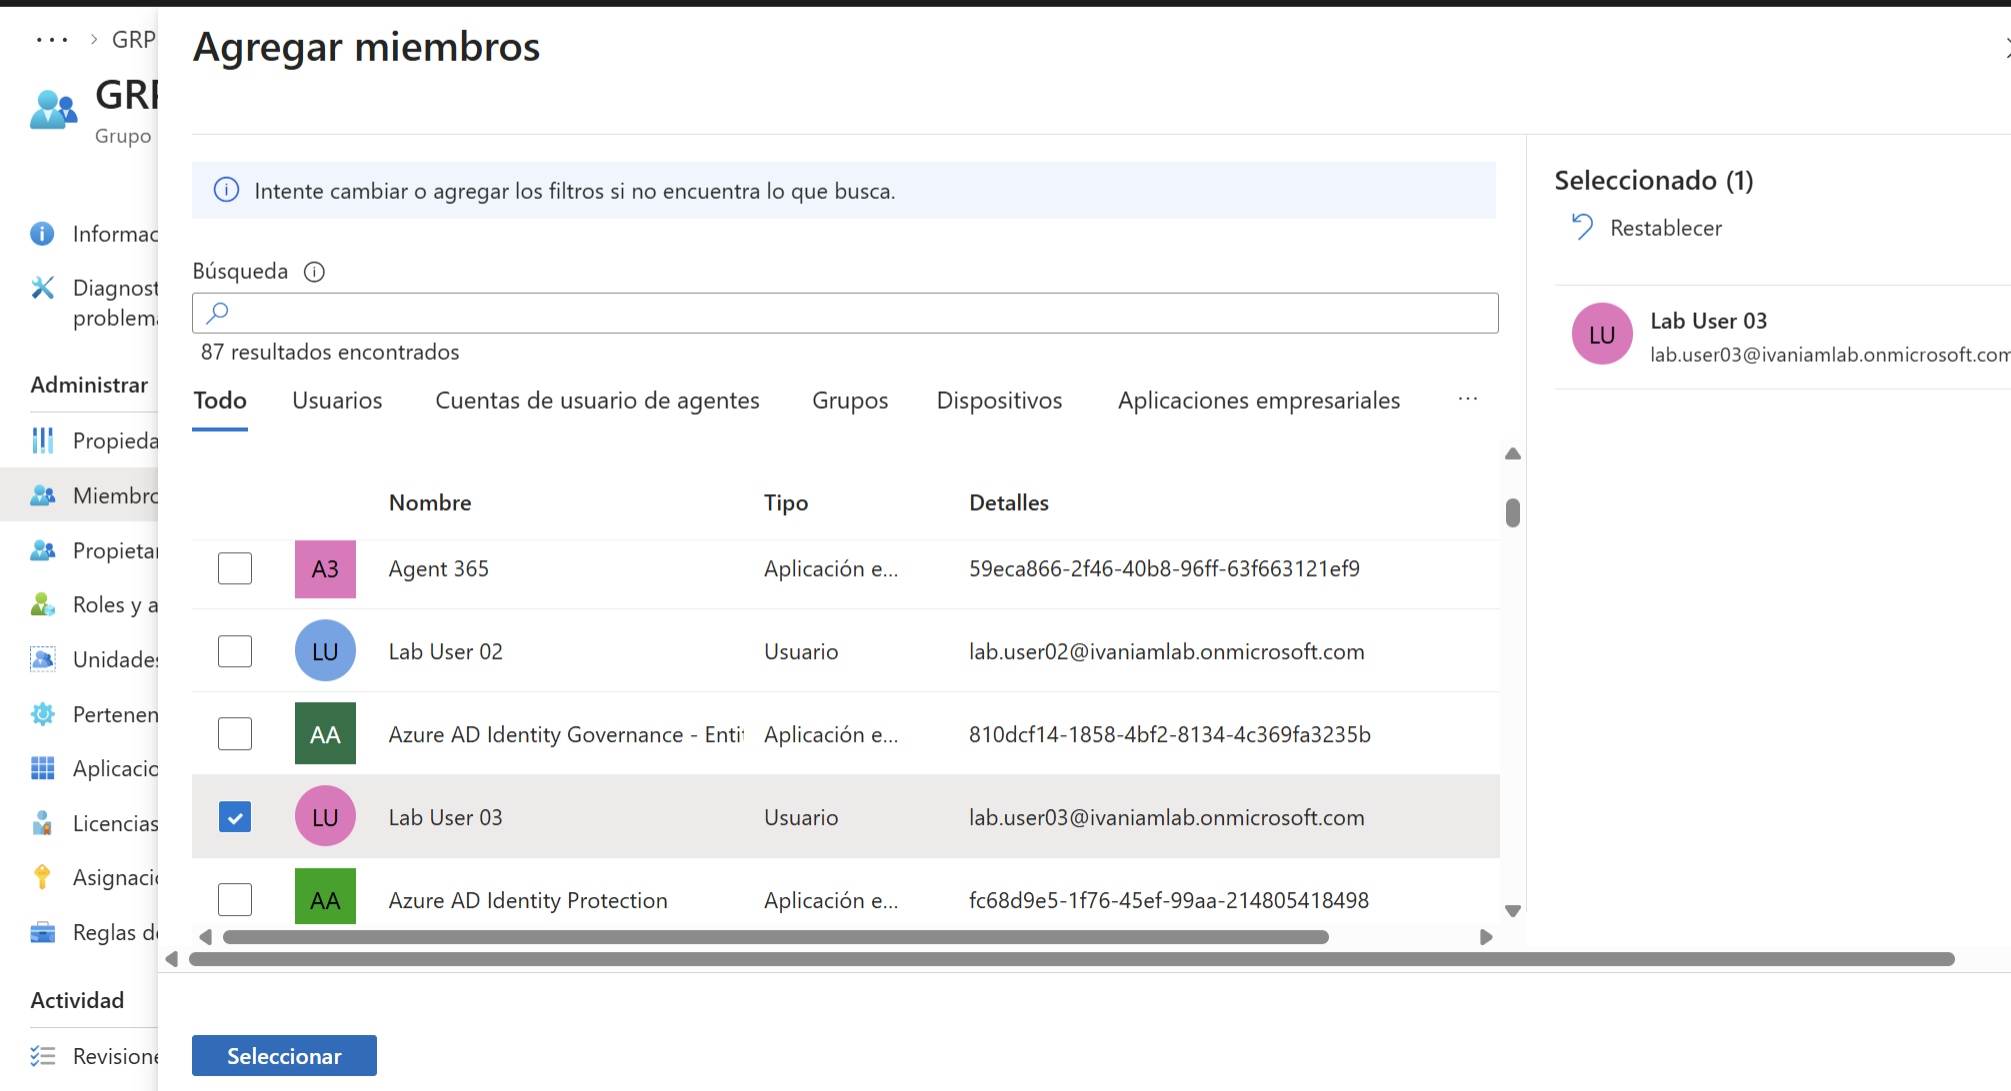 ··· > GRP
GRP
Grupo
Informac
Diagnost
problema
Administrar
Propieda
Miembro
Propietar
Roles y a
Unidades
Pertenen
Aplicacio
Licencias
Asignació
Reglas de
Actividad
Revisione
Agregar miembros
Intente cambiar o agregar los filtros si no encuentra lo que busca.
Búsqueda
87 resultados encontrados
Todo Usuarios Cuentas de usuario de agentes Grupos Dispositivos Aplicaciones empresariales ···
Nombre Tipo Detalles
A3 Agent 365 Aplicación e... 59eca866-2f46-40b8-96ff-63f663121ef9
LU Lab User 02 Usuario lab.user02@ivaniamlab.onmicrosoft.com
AA Azure AD Identity Governance - Entit Aplicación e... 810dcf14-1858-4bf2-8134-4c369fa3235b
LU Lab User 03 Usuario lab.user03@ivaniamlab.onmicrosoft.com
AA Azure AD Identity Protection Aplicación e... fc68d9e5-1f76-45ef-99aa-214805418498
Seleccionar
Seleccionado (1)
Restablecer
LU Lab User 03
lab.user03@ivaniamlab.onmicrosoft.com